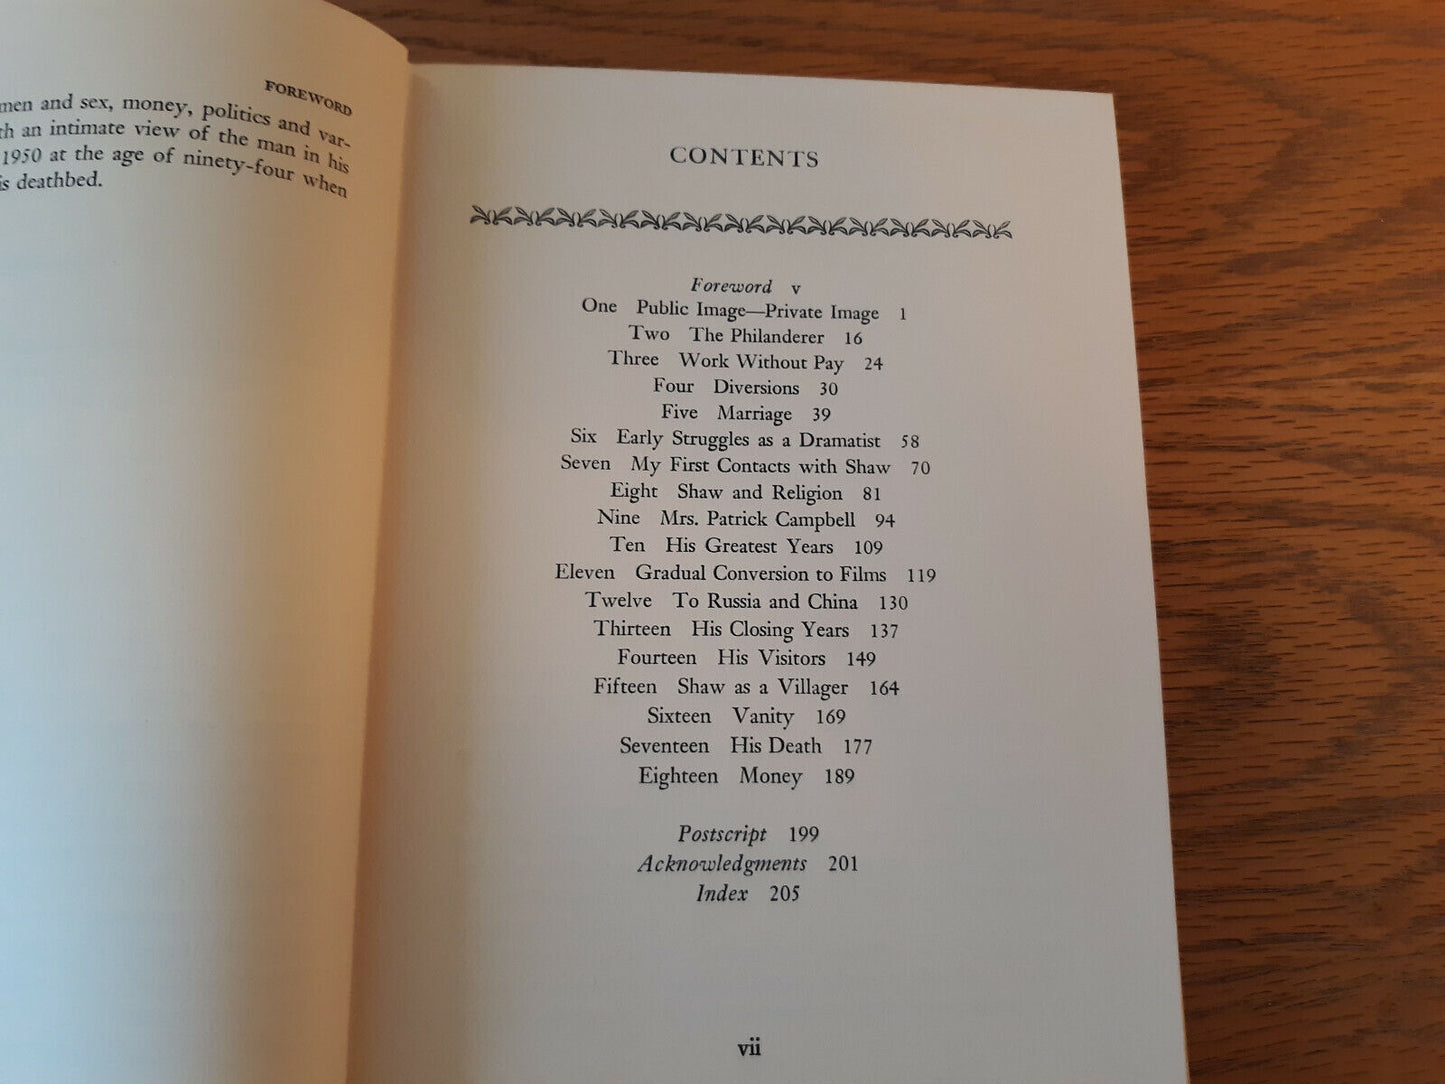 FOREWORD
men and sex, money, politics and var-
th an intimate view of the man in his
1950 at the age of ninety-four when
is deathbed.
CONTENTS
Foreword v
One Public Image—Private Image 1
Two The Philanderer 16
Three Work Without Pay 24
Four Diversions 30
Five Marriage 39
Six Early Struggles as a Dramatist 58
Seven My First Contacts with Shaw 70
Eight Shaw and Religion 81
Nine Mrs. Patrick Campbell 94
Ten His Greatest Years 109
Eleven Gradual Conversion to Films 119
Twelve To Russia and China 130
Thirteen His Closing Years 137
Fourteen His Visitors 149
Fifteen Shaw as a Villager 164
Sixteen Vanity 169
Seventeen His Death 177
Eighteen Money 189
Postscript 199
Acknowledgments 201
Index 205
vii